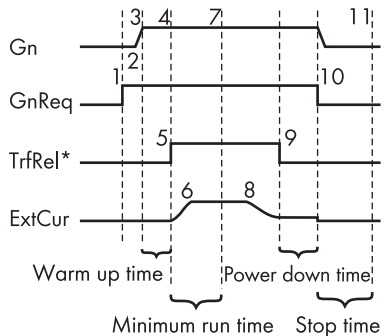 3 4 7 11
Gn
2
1 10
GnReq
5 9
TrfRel*
6 8
ExtCur
Warm up time Power down time
Minimum run time Stop time